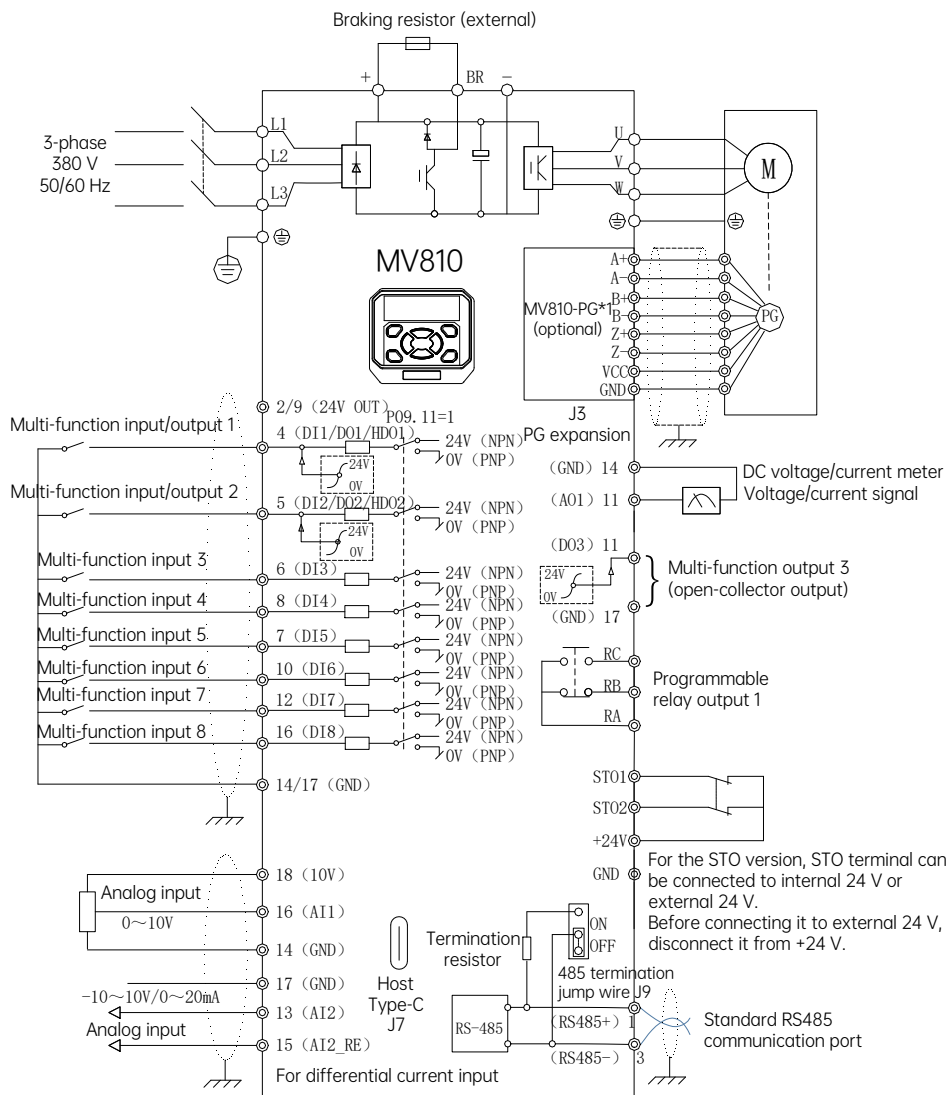 Braking resistor (external)
+
BR
-
3-phase
380 V
50/60 Hz
L1
L2
L3
U
V
W
M
MV810
A+
A-
B+
B-
Z+
Z-
VCC
GND
MV810-PG*1
(optional)
PG
J3
PG expansion
2/9 (24V OUT)
P09.11=1
Multi-function input/output 1
4 (DI1/DO1/HDO1)
24V (NPN)
0V (PNP)
24V
0V
Multi-function input/output 2
5 (DI2/DO2/HDO2)
24V (NPN)
0V (PNP)
24V
0V
Multi-function input 3
6 (DI3)
24V (NPN)
0V (PNP)
Multi-function input 4
8 (DI4)
24V (NPN)
0V (PNP)
Multi-function input 5
7 (DI5)
24V (NPN)
0V (PNP)
Multi-function input 6
10 (DI6)
24V (NPN)
0V (PNP)
Multi-function input 7
12 (DI7)
24V (NPN)
0V (PNP)
Multi-function input 8
16 (DI8)
24V (NPN)
0V (PNP)
14/17 (GND)
(GND) 14
(AO1) 11
DC voltage/current meter
Voltage/current signal
(DO3) 11
24V
0V
(GND) 17
Multi-function output 3
(open-collector output)
RC
RB
RA
Programmable
relay output 1
STO1
STO2
+24V
GND
For the STO version, STO terminal can
be connected to internal 24 V or
external 24 V.
Before connecting it to external 24 V,
disconnect it from +24 V.
18 (10V)
Analog input
0～10V
16 (AI1)
14 (GND)
17 (GND)
-10～10V/0～20mA
13 (AI2)
Analog input
15 (AI2_RE)
For differential current input
Host
Type-C
J7
Termination
resistor
ON
OFF
485 termination
jump wire J9
RS-485
(RS485+) 1
(RS485-) 3
Standard RS485
communication port